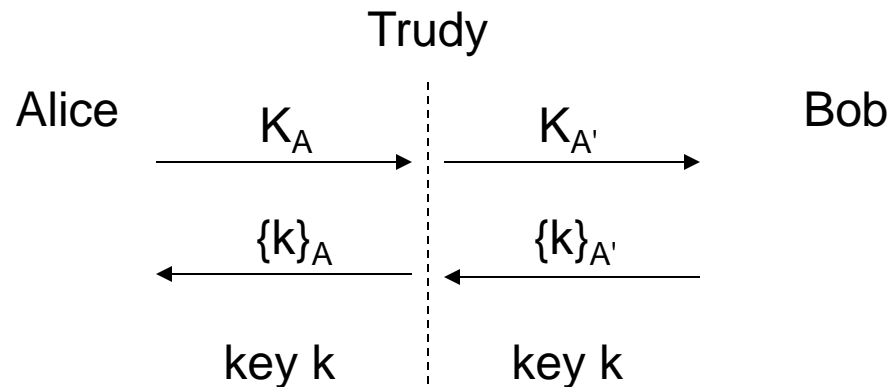 Trudy
Alice Bob
K_A K_A'
{k}_A {k}_A'
key k key k